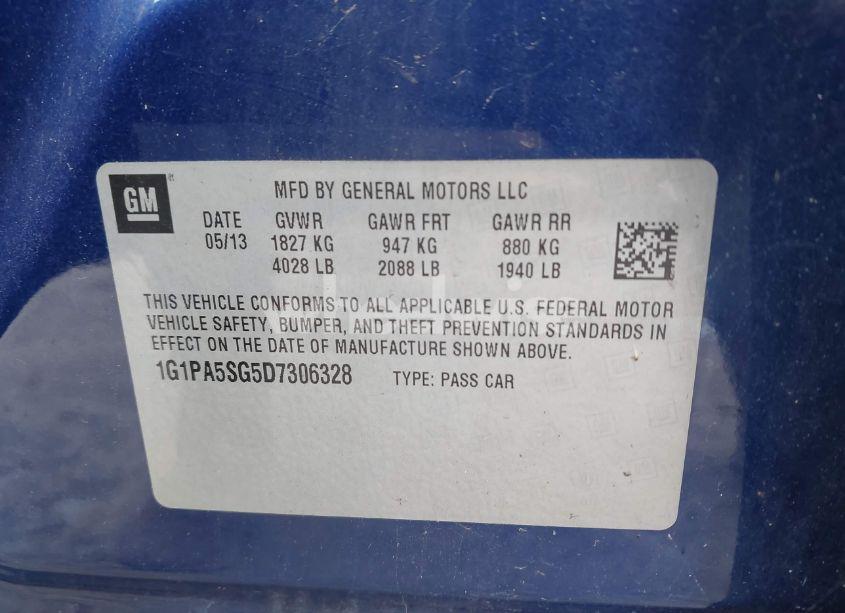 GM
MFD BY GENERAL MOTORS LLC
DATE GVWR GAWR FRT GAWR RR
05/13 1827 KG 947 KG 880 KG
4028 LB 2088 LB 1940 LB
THIS VEHICLE CONFORMS TO ALL APPLICABLE U.S. FEDERAL MOTOR
VEHICLE SAFETY, BUMPER, AND THEFT PREVENTION STANDARDS IN
EFFECT ON THE DATE OF MANUFACTURE SHOWN ABOVE.
1G1PA5SG5D7306328 TYPE: PASS CAR